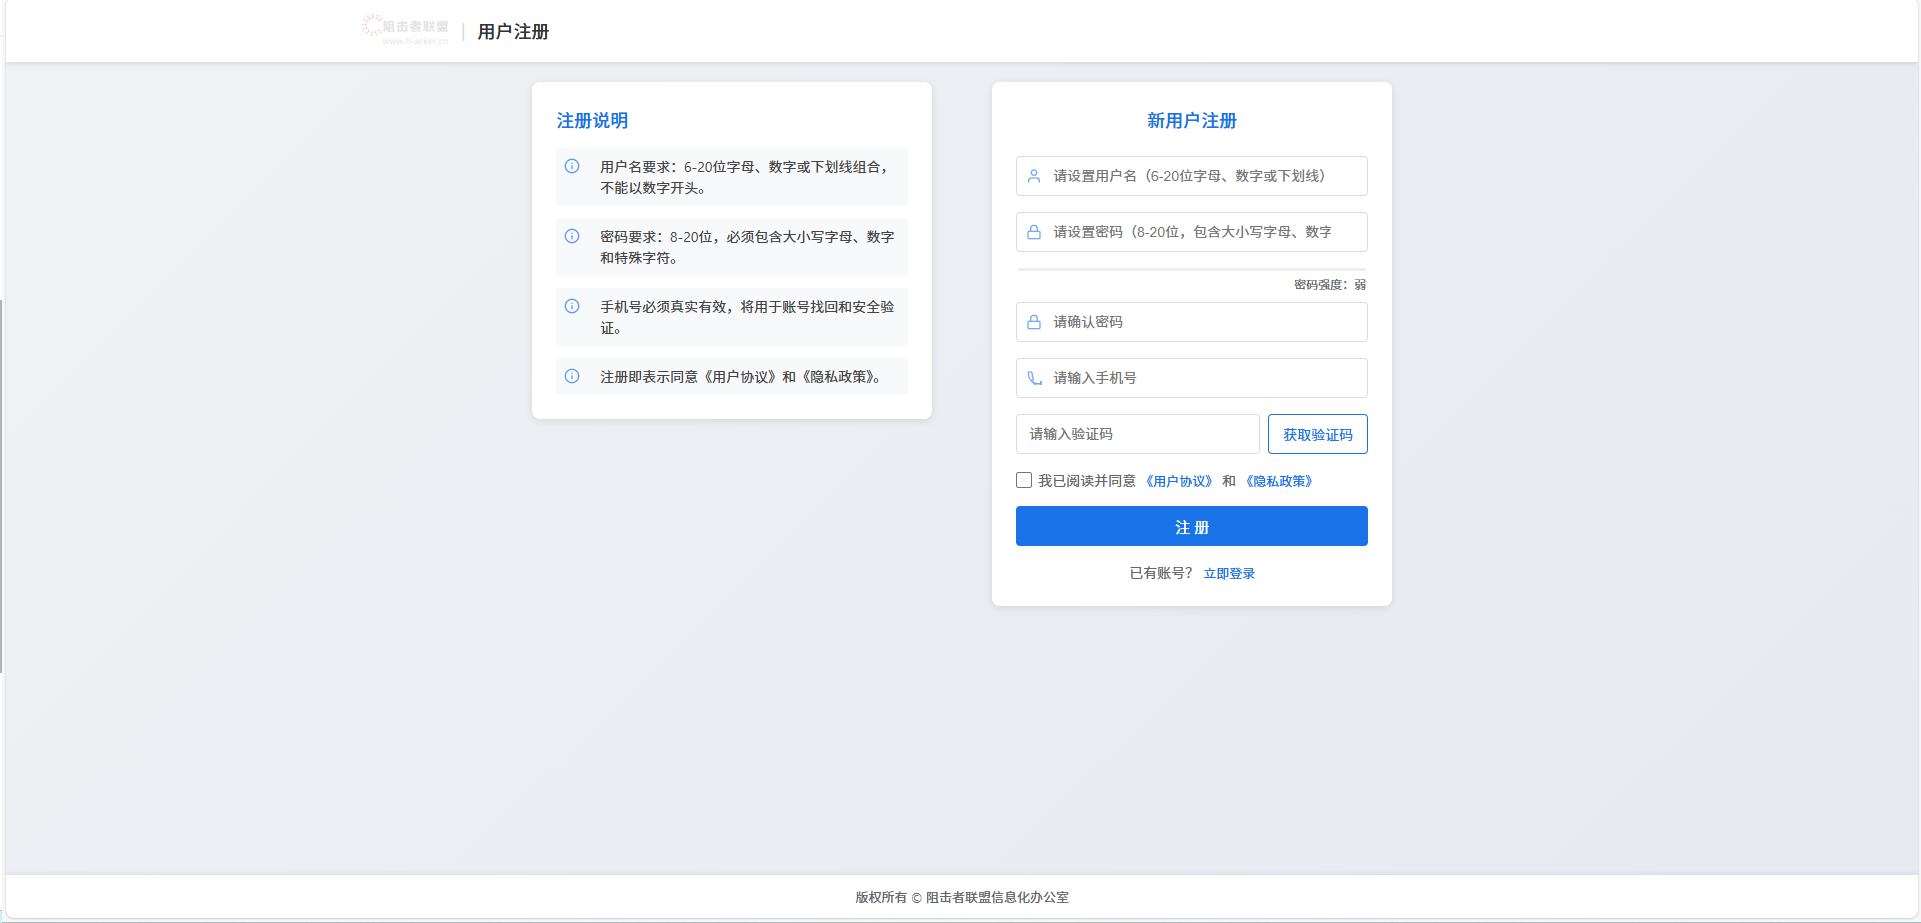 阻击者联盟
www.h-acker.cn
用户注册
注册说明
用户名要求：6-20位字母、数字或下划线组合，
不能以数字开头。
密码要求：8-20位，必须包含大小写字母、数字
和特殊字符。
手机号必须真实有效，将用于账号找回和安全验
证。
注册即表示同意《用户协议》和《隐私政策》。
新用户注册
请设置用户名（6-20位字母、数字或下划线）
请设置密码（8-20位，包含大小写字母、数字
密码强度：弱
请确认密码
请输入手机号
请输入验证码
获取验证码
我已阅读并同意 《用户协议》 和 《隐私政策》
注 册
已有账号？ 立即登录
版权所有 © 阻击者联盟信息化办公室